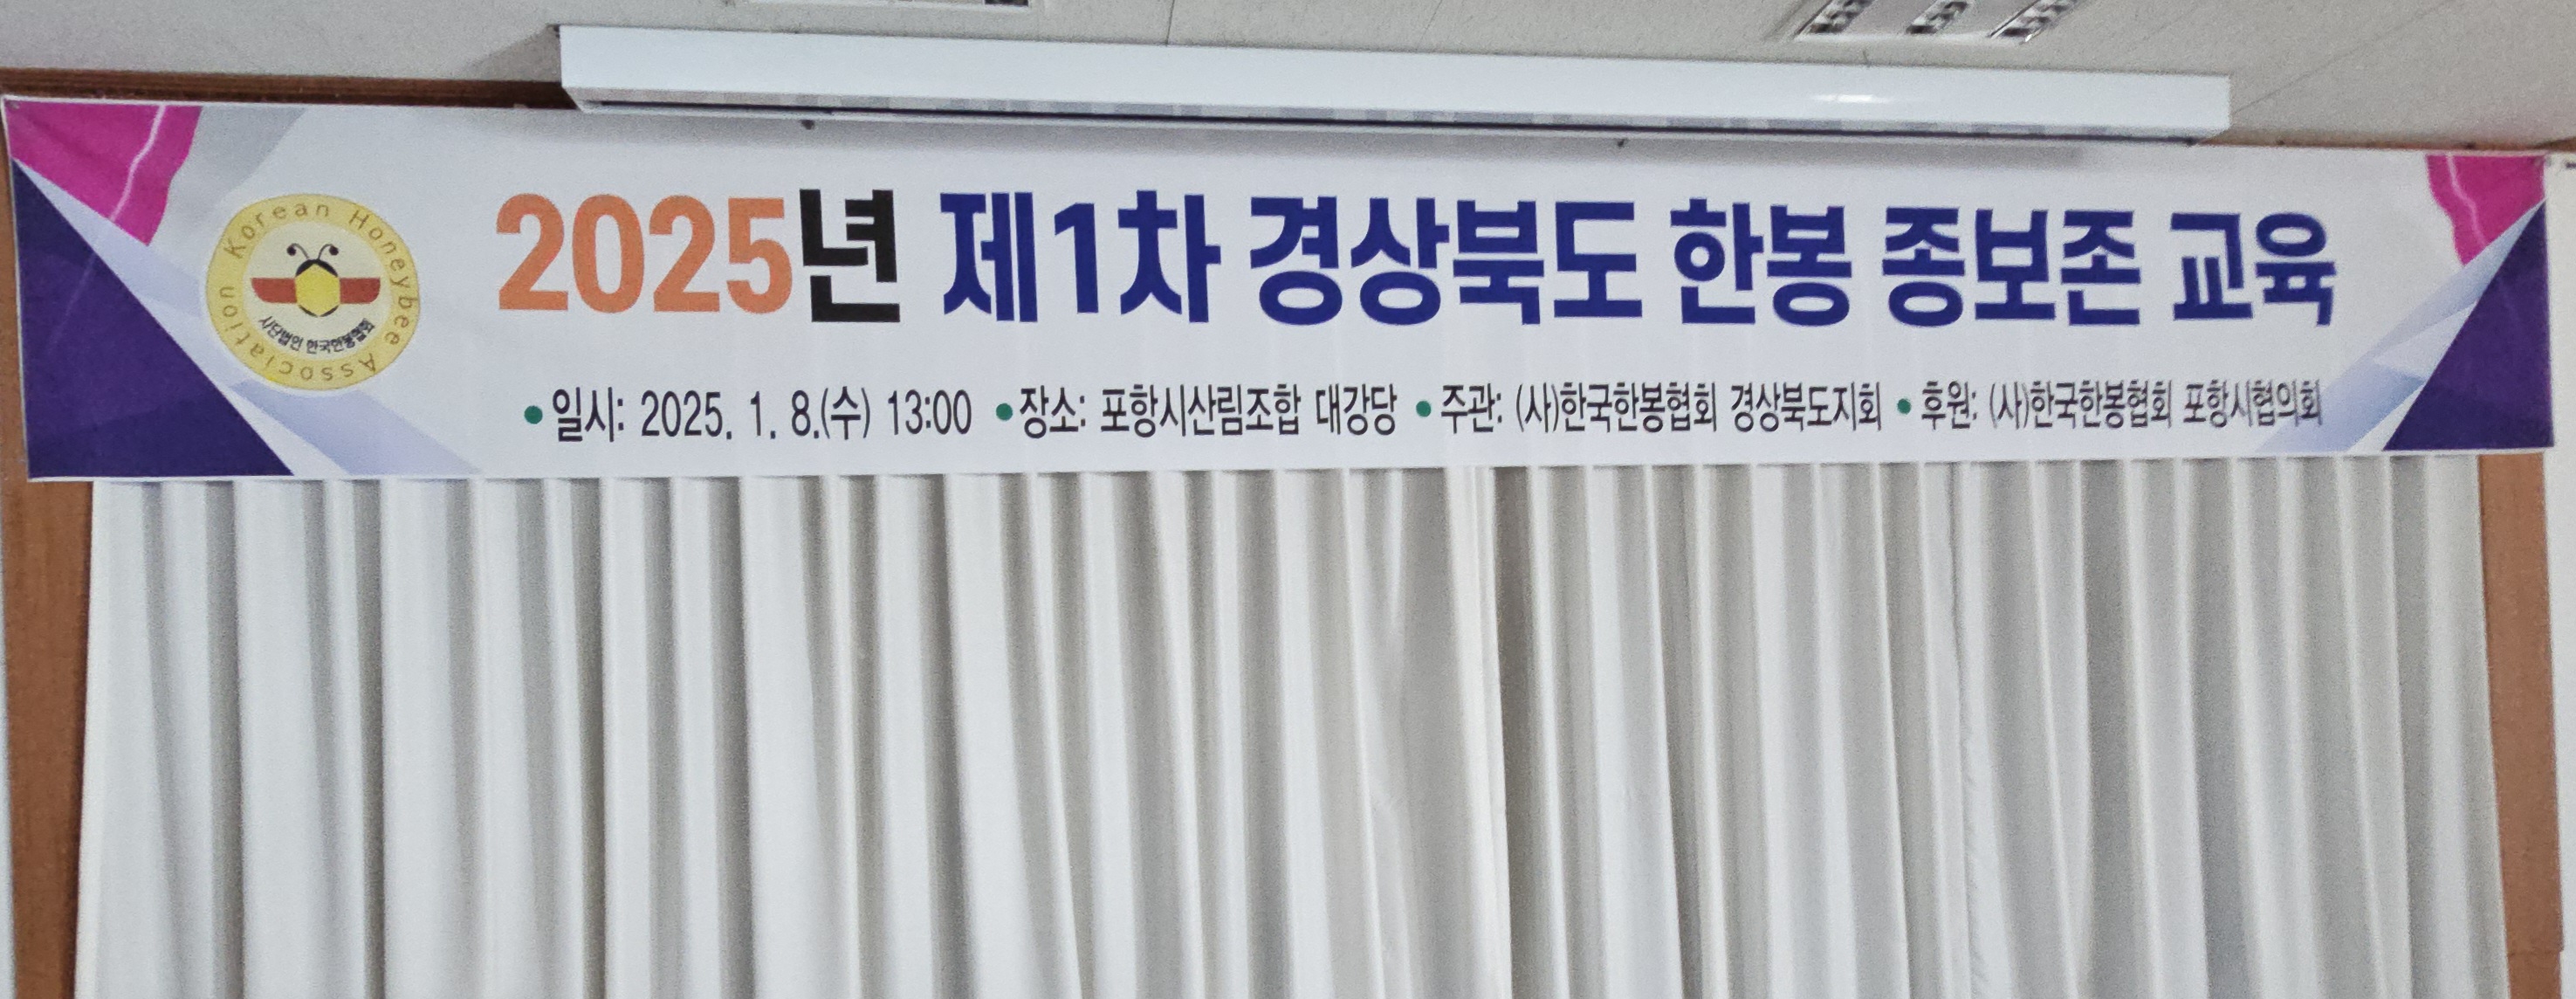 Korean Honeybee Association
사단법인 한국한봉협회
2025년 제1차 경상북도 한봉 종보존 교육
•일시: 2025. 1. 8.(수) 13:00 •장소: 포항시산림조합 대강당 •주관: (사)한국한봉협회 경상북도지회 •후원: (사)한국한봉협회 포항시협의회